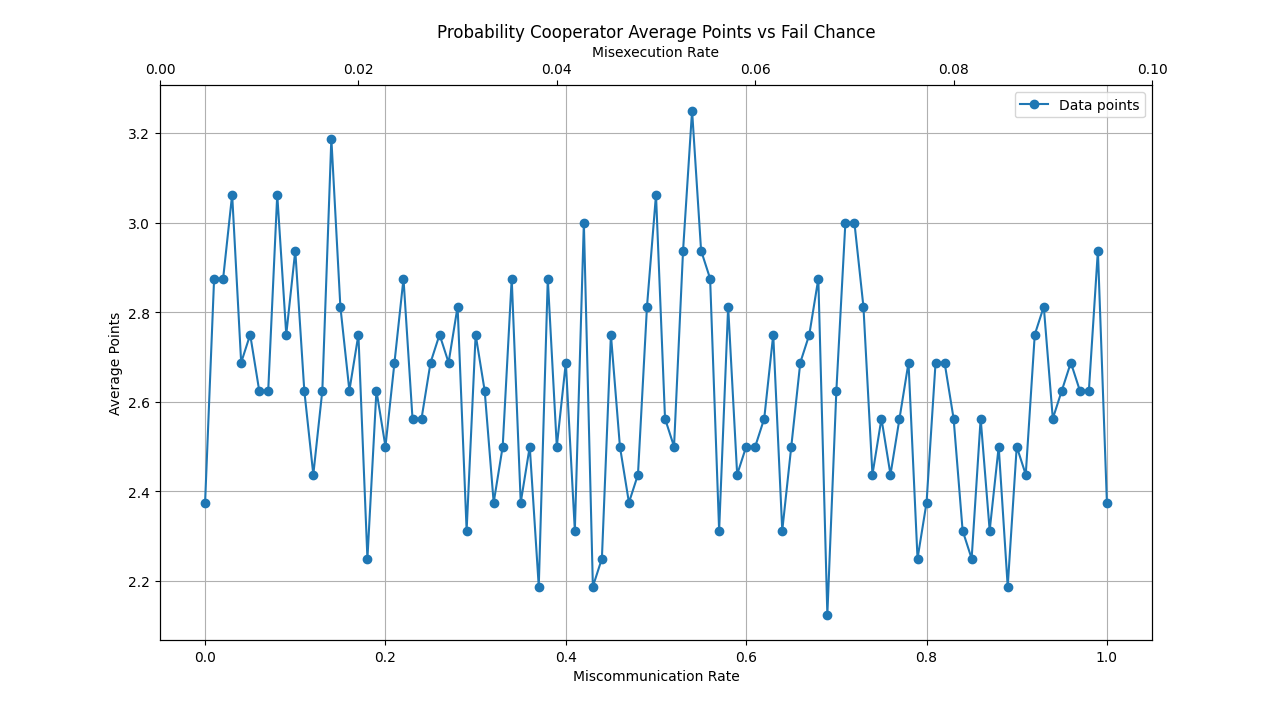 Probability Cooperator Average Points vs Fail Chance
Misexecution Rate
0.00 0.02 0.04 0.06 0.08 0.10
Data points
3.2
3.0
2.8
2.6
2.4
2.2
Average Points
0.0 0.2 0.4 0.6 0.8 1.0
Miscommunication Rate